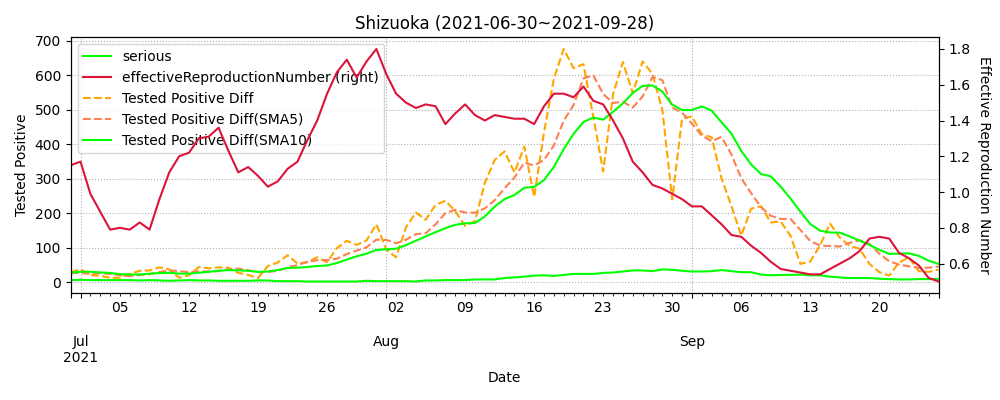 Shizuoka (2021-06-30~2021-09-28)
serious
effectiveReproductionNumber (right)
Tested Positive Diff
Tested Positive Diff(SMA5)
Tested Positive Diff(SMA10)
Tested Positive
700
600
500
400
300
200
100
0
1.8
1.6
1.4
1.2
1.0
0.8
0.6
Effective Reproduction Number
05 12 19 26 02 09 16 23 30 06 13 20
Jul Aug Sep
2021
Date